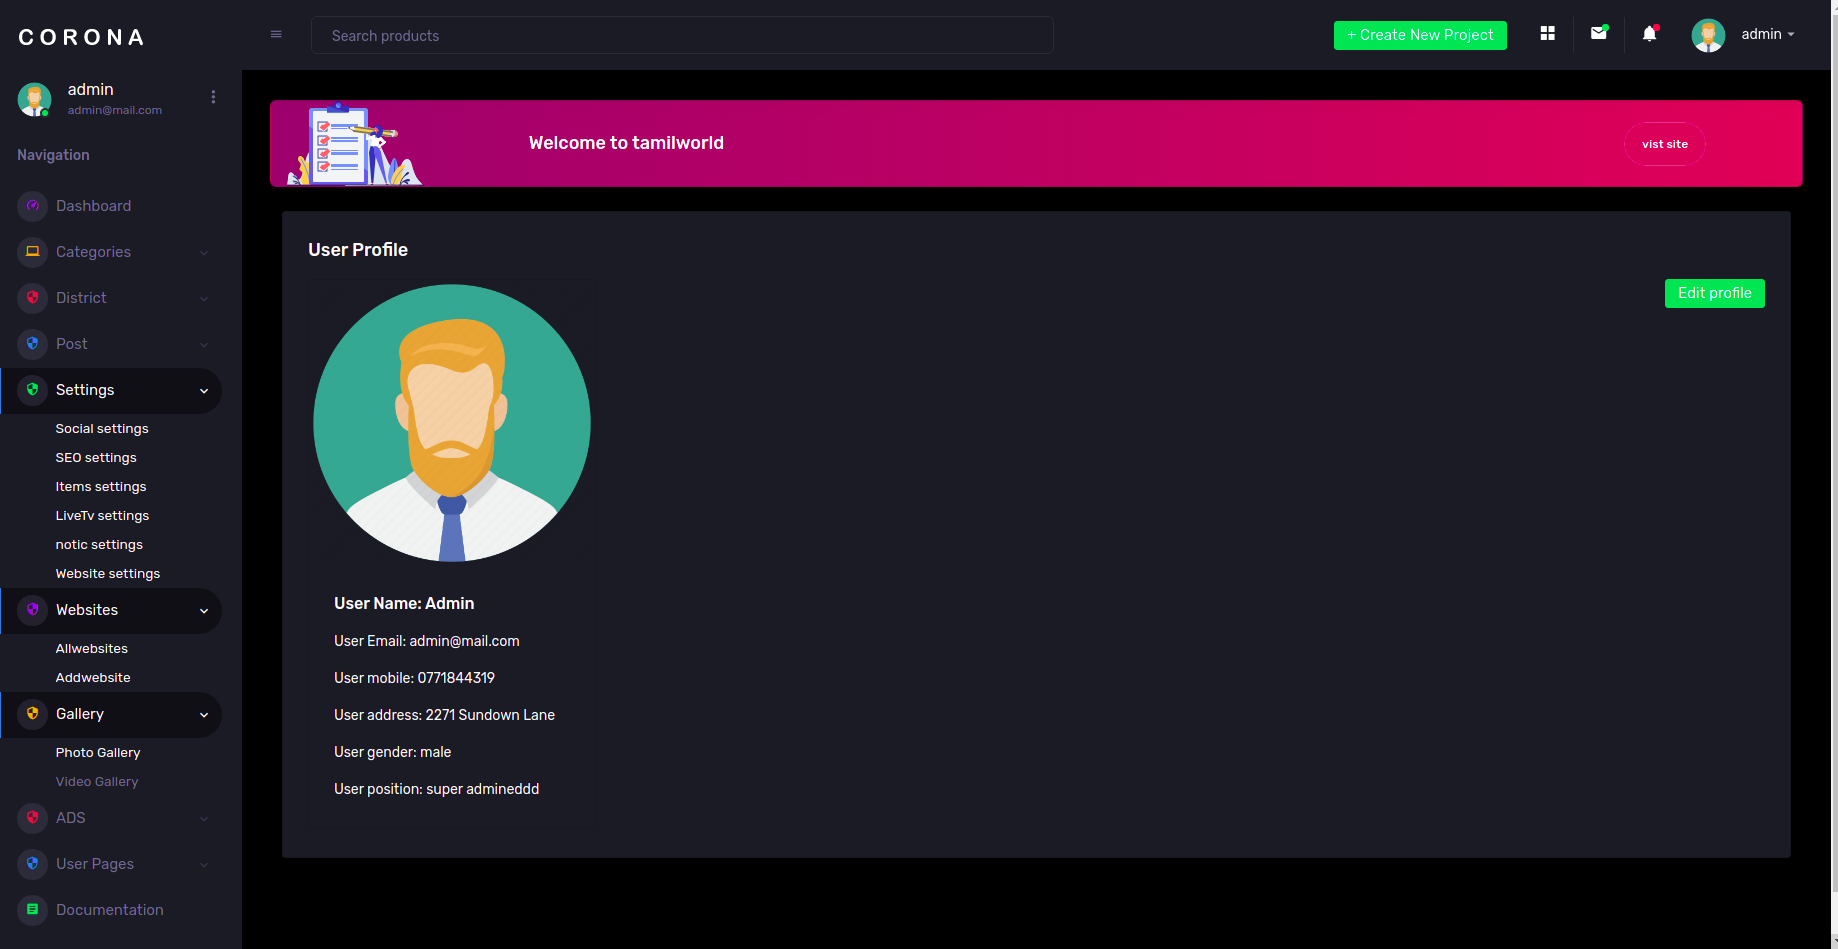 CORONA
Search products
+ Create New Project
admin
admin
admin@mail.com
Navigation
Dashboard
Categories
District
Post
Settings
Social settings
SEO settings
Items settings
LiveTv settings
notic settings
Website settings
Websites
Allwebsites
Addwebsite
Gallery
Photo Gallery
Video Gallery
ADS
User Pages
Documentation
Welcome to tamilworld
vist site
User Profile
Edit profile
User Name: Admin
User Email: admin@mail.com
User mobile: 0771844319
User address: 2271 Sundown Lane
User gender: male
User position: super admineddd